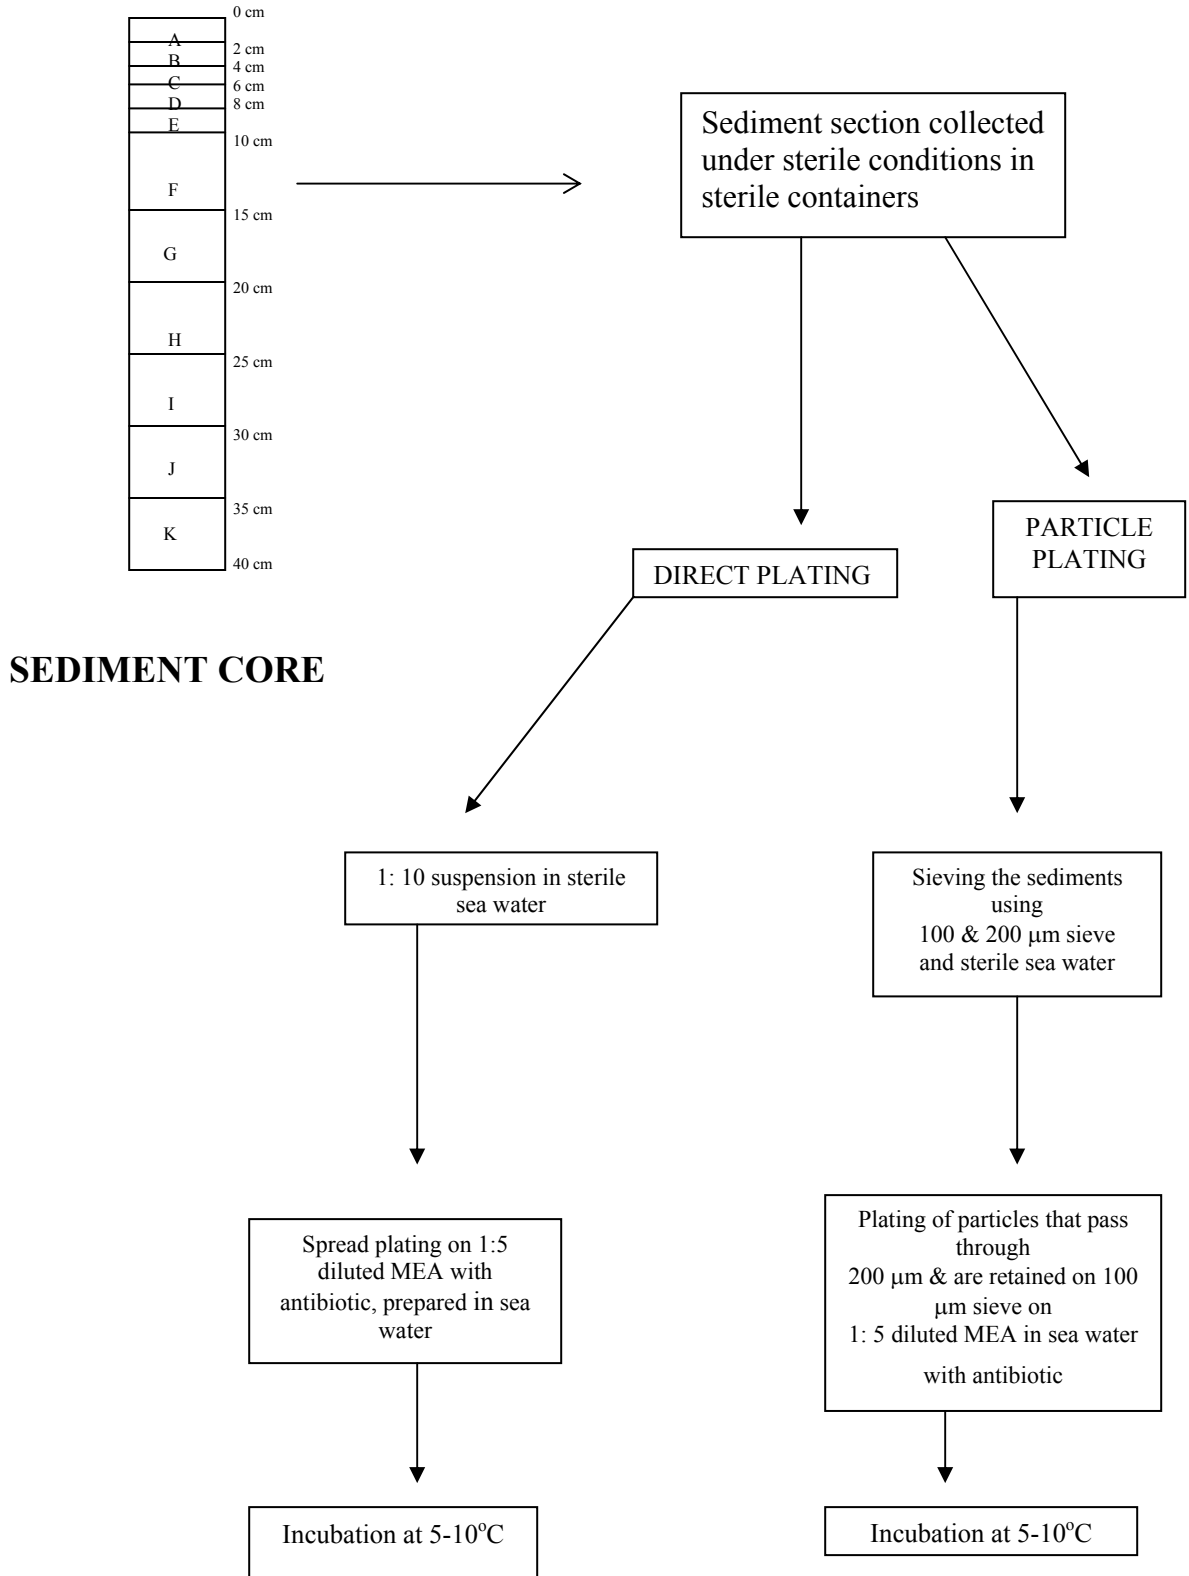 0 cm
A
2 cm
B
4 cm
C
6 cm
D
8 cm
E
10 cm
F
15 cm
G
20 cm
H
25 cm
I
30 cm
J
35 cm
K
40 cm
SEDIMENT CORE
Sediment section collected
under sterile conditions in
sterile containers
DIRECT PLATING
PARTICLE
PLATING
1: 10 suspension in sterile
sea water
Sieving the sediments
using
100 & 200 μm sieve
and sterile sea water
Spread plating on 1:5
diluted MEA with
antibiotic, prepared in sea
water
Plating of particles that pass
through
200 μm & are retained on 100
μm sieve on
1: 5 diluted MEA in sea water
with antibiotic
Incubation at 5-10°C
Incubation at 5-10°C